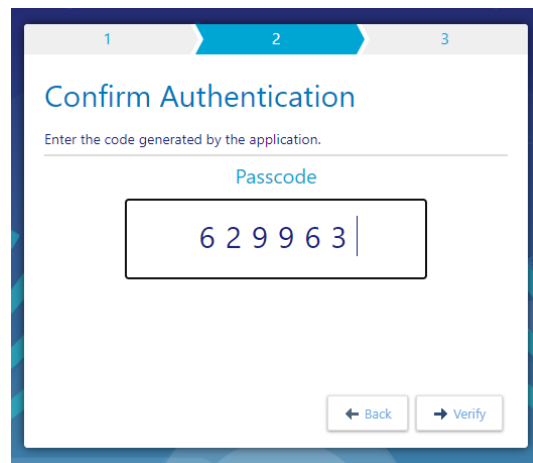 1 2 3
Confirm Authentication
Enter the code generated by the application.
Passcode
629963
Back Verify